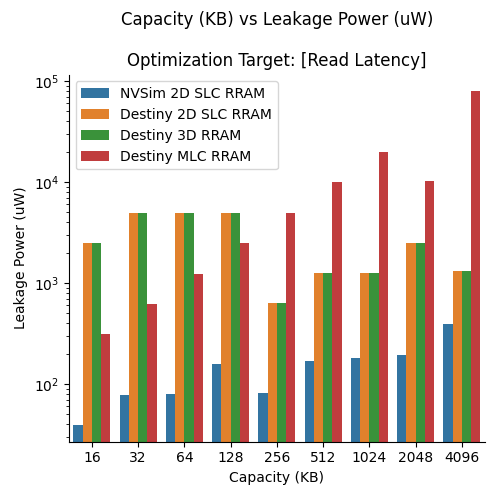 Capacity (KB) vs Leakage Power (uW)
Optimization Target: [Read Latency]
NVSim 2D SLC RRAM
Destiny 2D SLC RRAM
Destiny 3D RRAM
Destiny MLC RRAM
Leakage Power (uW)
10^5
10^4
10^3
10^2
16 32 64 128 256 512 1024 2048 4096
Capacity (KB)